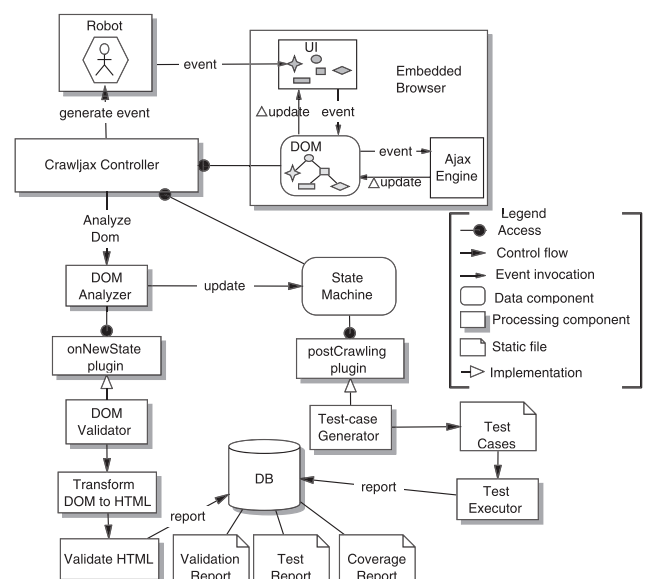 Robot
event
UI
Embedded
Browser
generate event
△update
event
Crawljax Controller
DOM
event
△update
Ajax
Engine
Analyze
Dom
Legend
Access
Control flow
Event invocation
Data component
Processing component
Static file
Implementation
DOM
Analyzer
update
State
Machine
onNewState
plugin
postCrawling
plugin
DOM
Validator
Test-case
Generator
Test
Cases
Transform
DOM to HTML
DB
report
Test
Executor
report
Validate HTML
Validation
Report
Test
Report
Coverage
Report